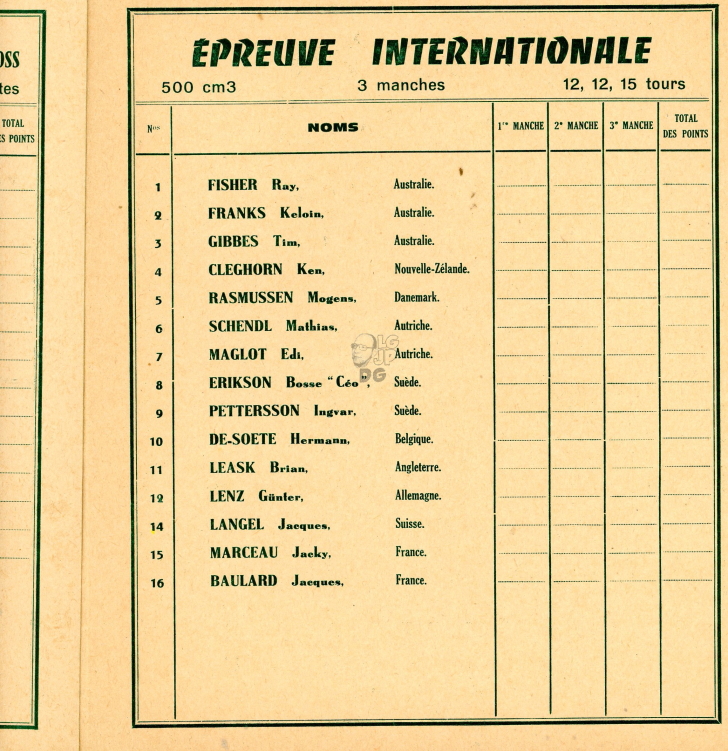 OSS
tes
TOTAL
ES POINTS
ÉPREUVE INTERNATIONALE
500 cm3 3 manches 12, 12, 15 tours
Nos NOMS 1re MANCHE 2e MANCHE 3e MANCHE TOTAL DES POINTS
1 FISHER Ray, Australie.
2 FRANKS Keloin, Australie.
3 GIBBES Tim, Australie.
4 CLEGHORN Ken, Nouvelle-Zélande.
5 RASMUSSEN Mogens, Danemark.
6 SCHENDL Mathias, Autriche.
7 MAGLOT Edi, Autriche.
8 ERIKSON Bosse "Céo", Suède.
9 PETTERSSON Ingvar, Suède.
10 DE-SOETE Hermann, Belgique.
11 LEASK Brian, Angleterre.
12 LENZ Günter, Allemagne.
14 LANGEL Jacques, Suisse.
15 MARCEAU Jacky, France.
16 BAULARD Jacques, France.
LG
JP
PG